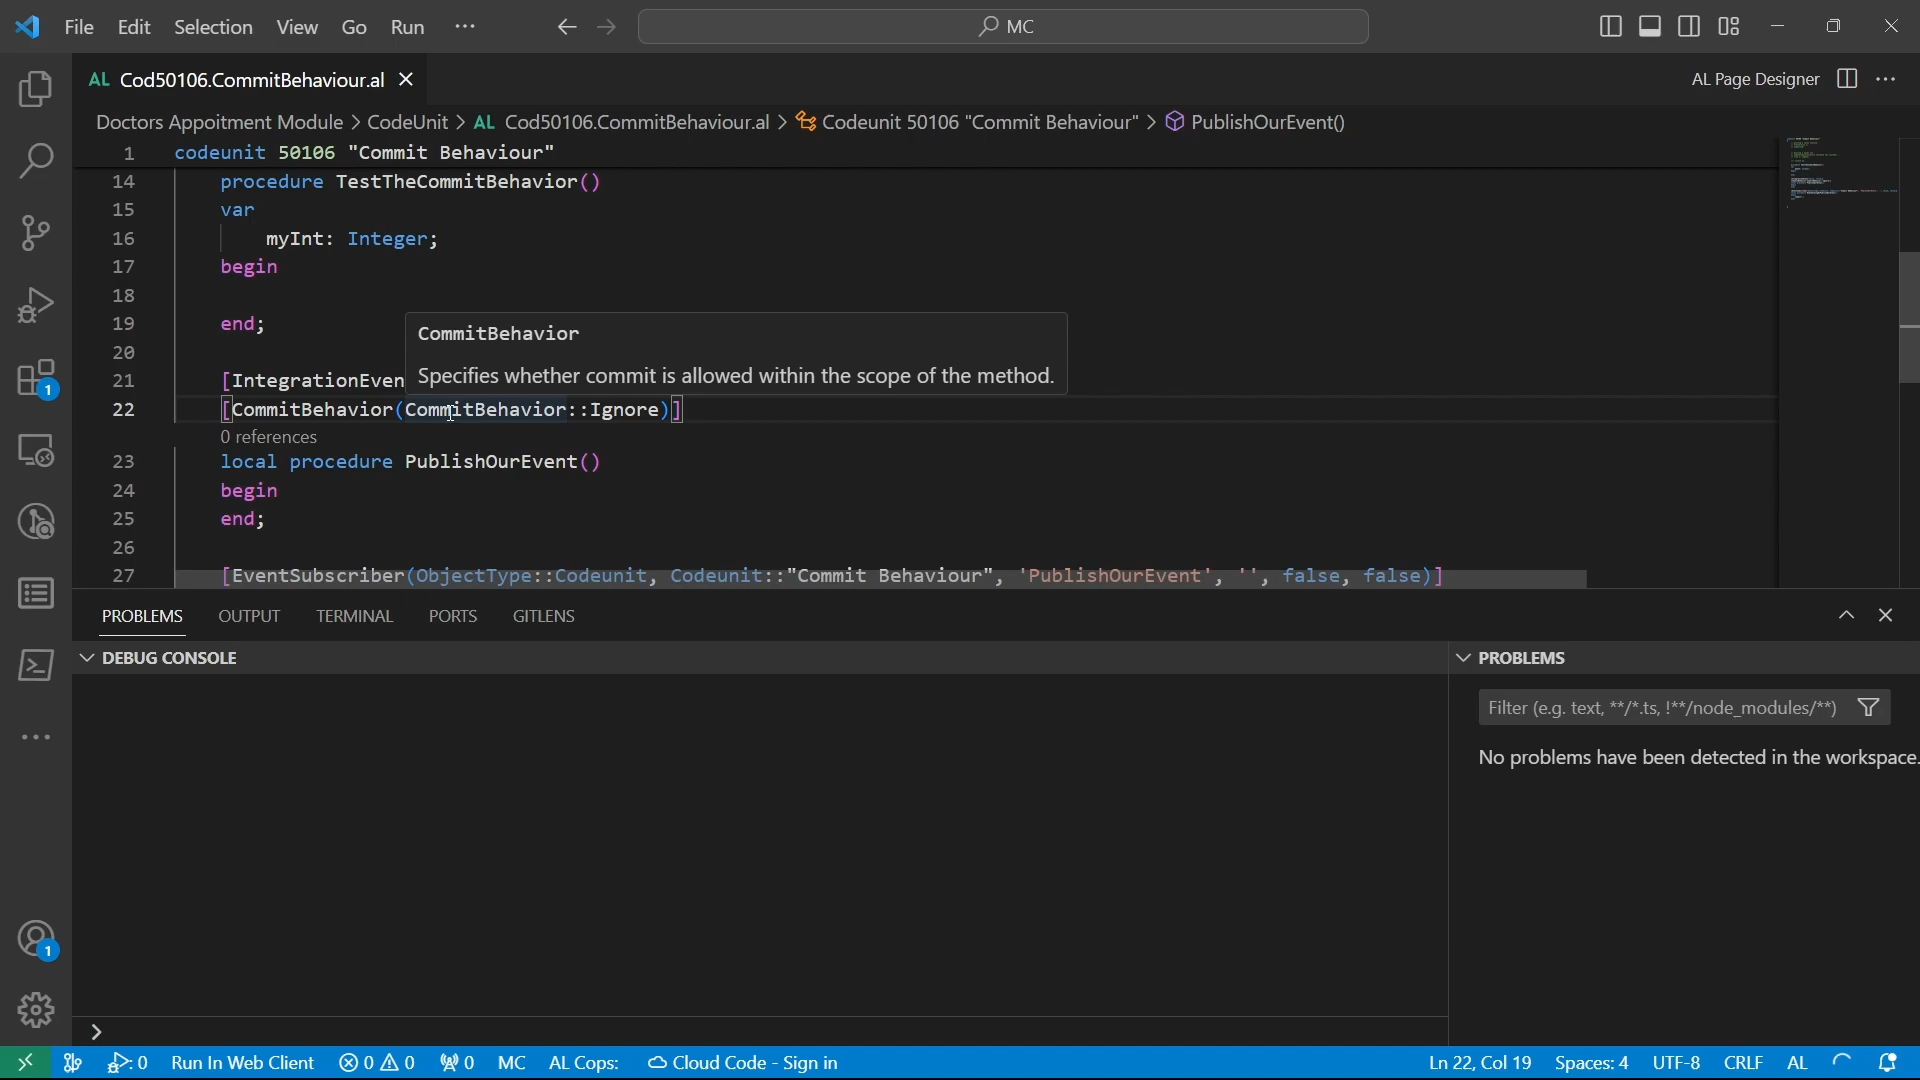 File Edit Selection View Go Run ··· MC
AL Cod50106.CommitBehaviour.al AL Page Designer ···
Doctors Appoitment Module > CodeUnit > AL Cod50106.CommitBehaviour.al > Codeunit 50106 "Commit Behaviour" > PublishOurEvent()
1 codeunit 50106 "Commit Behaviour"
14 procedure TestTheCommitBehavior()
15 var
16 myInt: Integer;
17 begin
18
19 end;
CommitBehavior
20
Specifies whether commit is allowed within the scope of the method.
21 [IntegrationEven
22 [CommitBehavior(CommitBehavior::Ignore)]
0 references
23 local procedure PublishOurEvent()
24 begin
25 end;
26
27 [EventSubscriber(ObjectType::Codeunit, Codeunit::"Commit Behaviour", 'PublishOurEvent', '', false, false)]
PROBLEMS OUTPUT TERMINAL PORTS GITLENS
DEBUG CONSOLE
PROBLEMS
Filter (e.g. text, **/*.ts, !**/node_modules/**)
No problems have been detected in the workspace.
1
1
>
0 Run In Web Client 0 0 0 MC AL Cops: Cloud Code - Sign in Ln 22, Col 19 Spaces: 4 UTF-8 CRLF AL